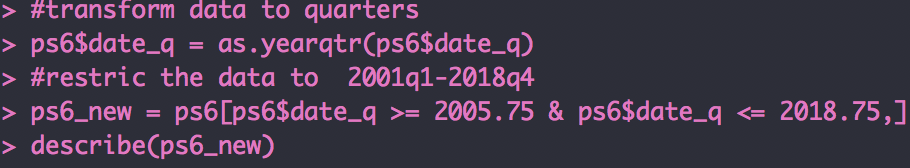 > #transform data to quarters
> ps6$date_q = as.yearqtr(ps6$date_q)
> #restric the data to  2001q1-2018q4
> ps6_new = ps6[ps6$date_q >= 2005.75 & ps6$date_q <= 2018.75,]
> describe(ps6_new)